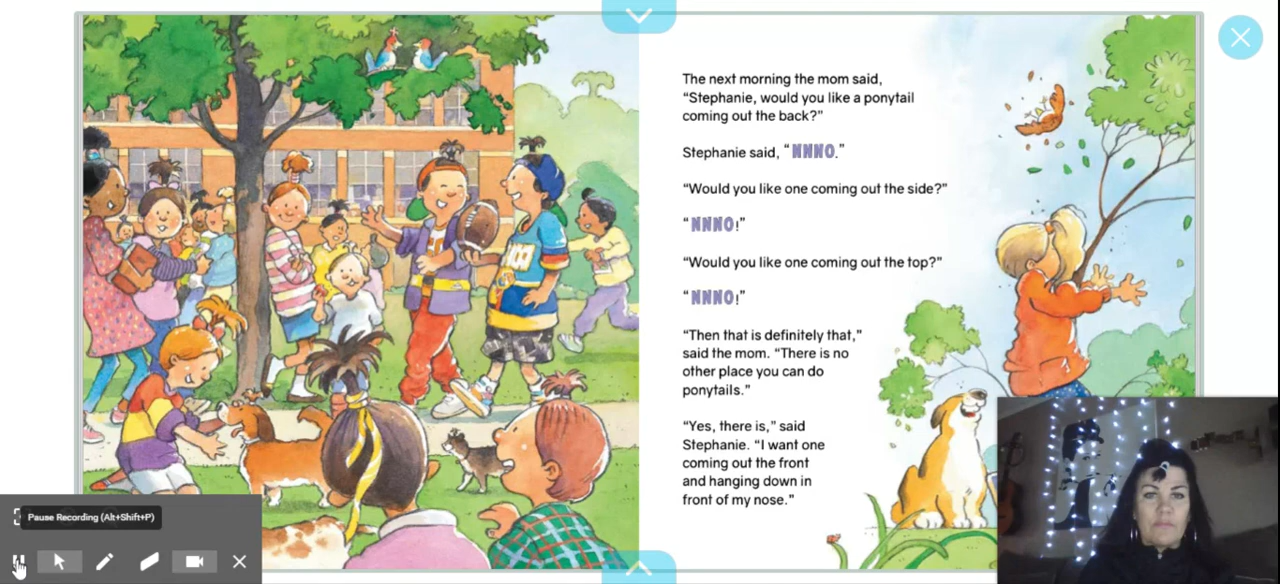 The next morning the mom said,
“Stephanie, would you like a ponytail
coming out the back?”
Stephanie said, “NNNO.”
“Would you like one coming out the side?”
“NNNO!”
“Would you like one coming out the top?”
“NNNO!”
“Then that is definitely that,”
said the mom. “There is no
other place you can do
ponytails.”
“Yes, there is,” said
Stephanie. “I want one
coming out the front
and hanging down in
front of my nose.”
Pause Recording (Alt+Shift+P)